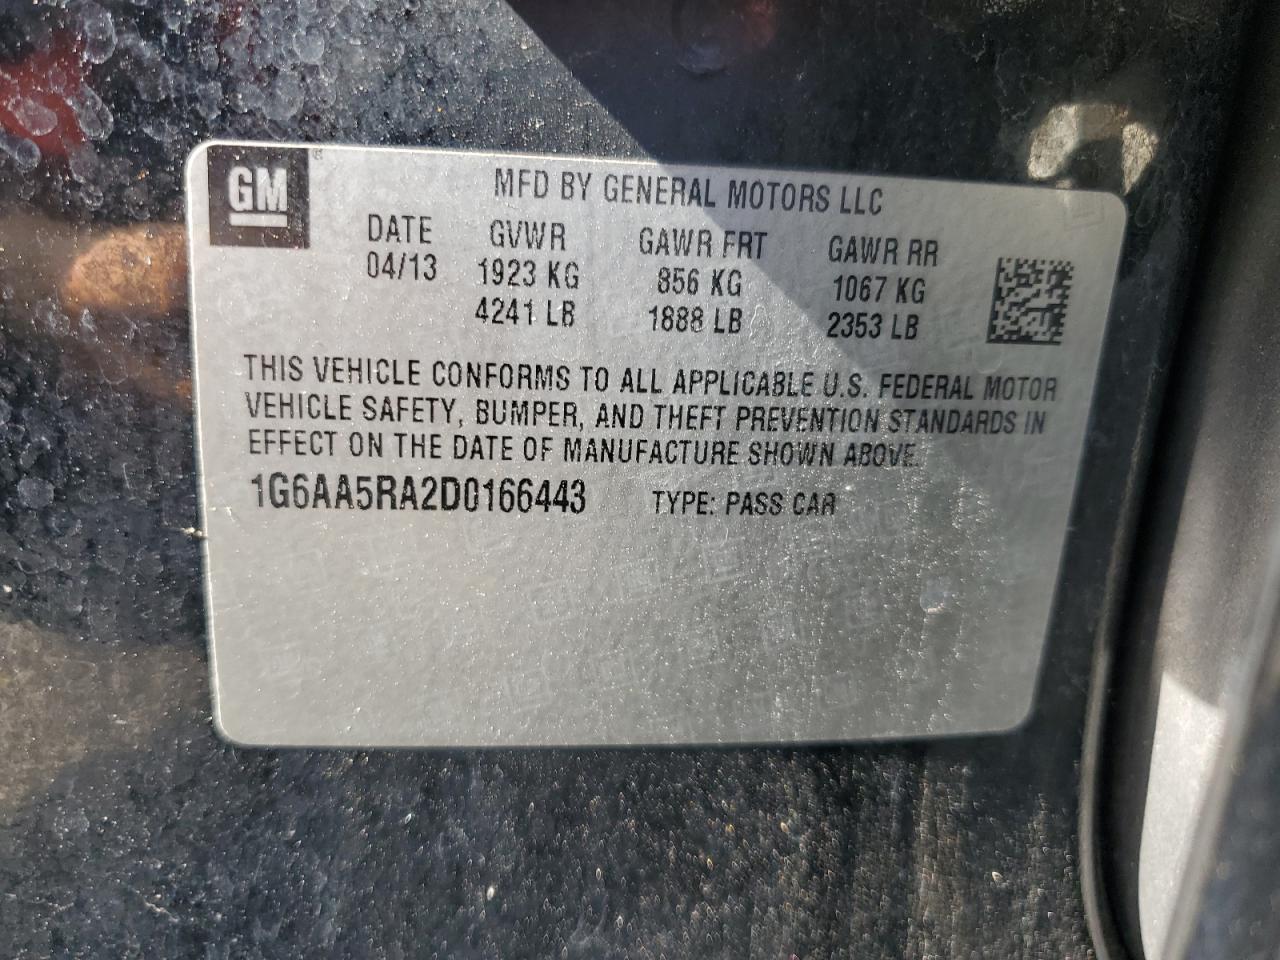 GM
MFD BY GENERAL MOTORS LLC
DATE GVWR GAWR FRT GAWR RR
04/13 1923 KG 856 KG 1067 KG
4241 LB 1888 LB 2353 LB
THIS VEHICLE CONFORMS TO ALL APPLICABLE U.S. FEDERAL MOTOR
VEHICLE SAFETY, BUMPER, AND THEFT PREVENTION STANDARDS IN
EFFECT ON THE DATE OF MANUFACTURE SHOWN ABOVE.
1G6AA5RA2D0166443 TYPE: PASS CAR